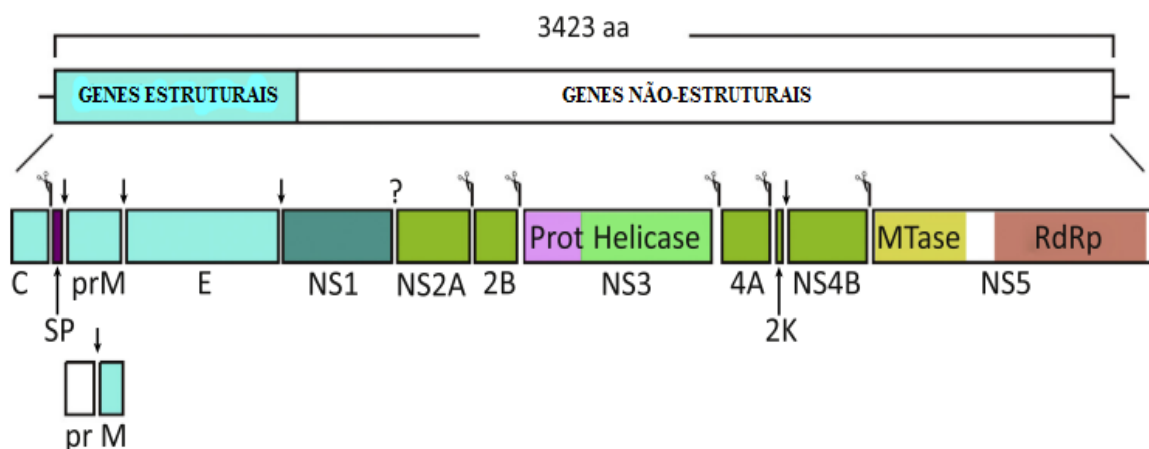 3423 aa
GENES ESTRUTURAIS GENES NÃO-ESTRUTURAIS
?
Prot Helicase MTase RdRp
C prM E NS1 NS2A 2B NS3 4A NS4B NS5
SP 2K
pr M